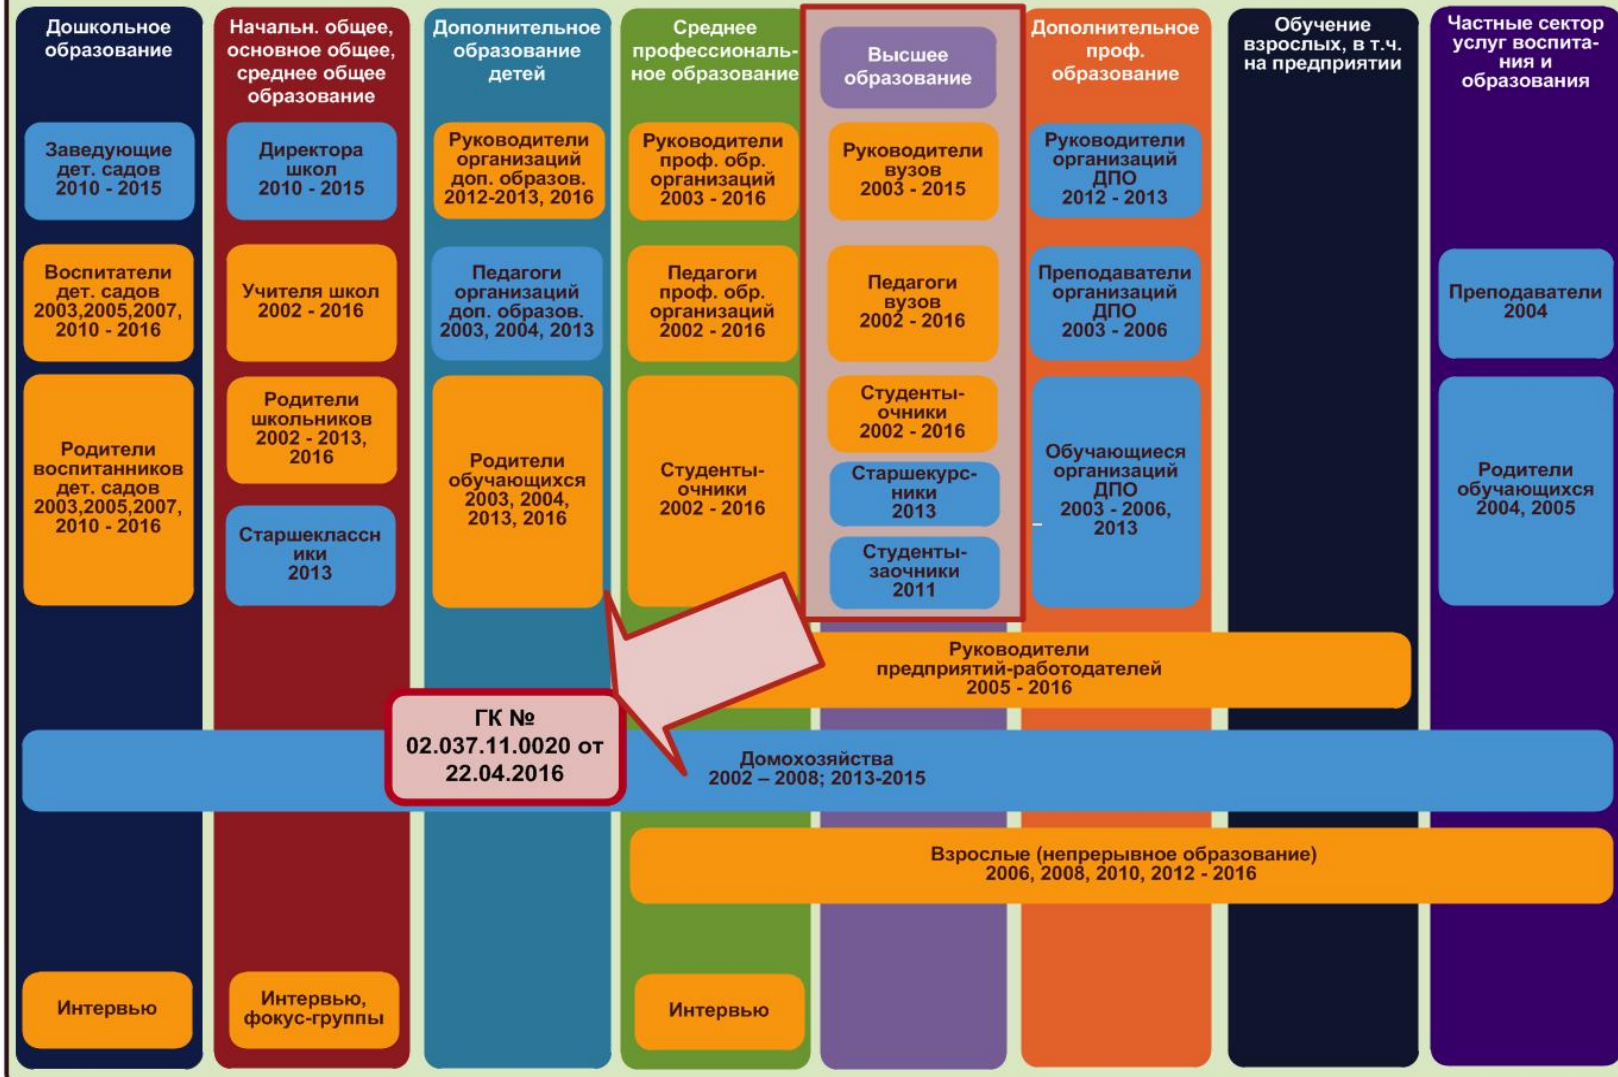 Дошкольное
образование
Начальн. общее,
основное общее,
среднее общее
образование
Дополнительное
образование
детей
Среднее
профессиональ-
ное образование
Высшее
образование
Дополнительное
проф.
образование
Обучение
взрослых, в т.ч.
на предприятии
Частные сектор
услуг воспита-
ния и
образования
Заведующие
дет. садов
2010 - 2015
Директора
школ
2010 - 2015
Руководители
организаций
доп. образов.
2012-2013, 2016
Руководители
проф. обр.
организаций
2003 - 2016
Руководители
вузов
2003 - 2015
Руководители
организаций
ДПО
2012 - 2013
Воспитатели
дет. садов
2003,2005,2007,
2010 - 2016
Учителя школ
2002 - 2016
Педагоги
организаций
доп. образов.
2003, 2004, 2013
Педагоги
проф. обр.
организаций
2002 - 2016
Педагоги
вузов
2002 - 2016
Преподаватели
организаций
ДПО
2003 - 2006
Преподаватели
2004
Родители
воспитанников
дет. садов
2003,2005,2007,
2010 - 2016
Родители
школьников
2002 - 2013,
2016
Старшеклассн
ики
2013
Родители
обучающихся
2003, 2004,
2013, 2016
Студенты-
очники
2002 - 2016
Студенты-
очники
2002 - 2016
Старшекурс-
ники
2013
Студенты-
заочники
2011
Обучающиеся
организаций
ДПО
2003 - 2006,
2013
Родители
обучающихся
2004, 2005
Руководители
предприятий-работодателей
2005 - 2016
ГК №
02.037.11.0020 от
22.04.2016
Домохозяйства
2002 – 2008; 2013-2015
Взрослые (непрерывное образование)
2006, 2008, 2010, 2012 - 2016
Интервью
Интервью,
фокус-группы
Интервью